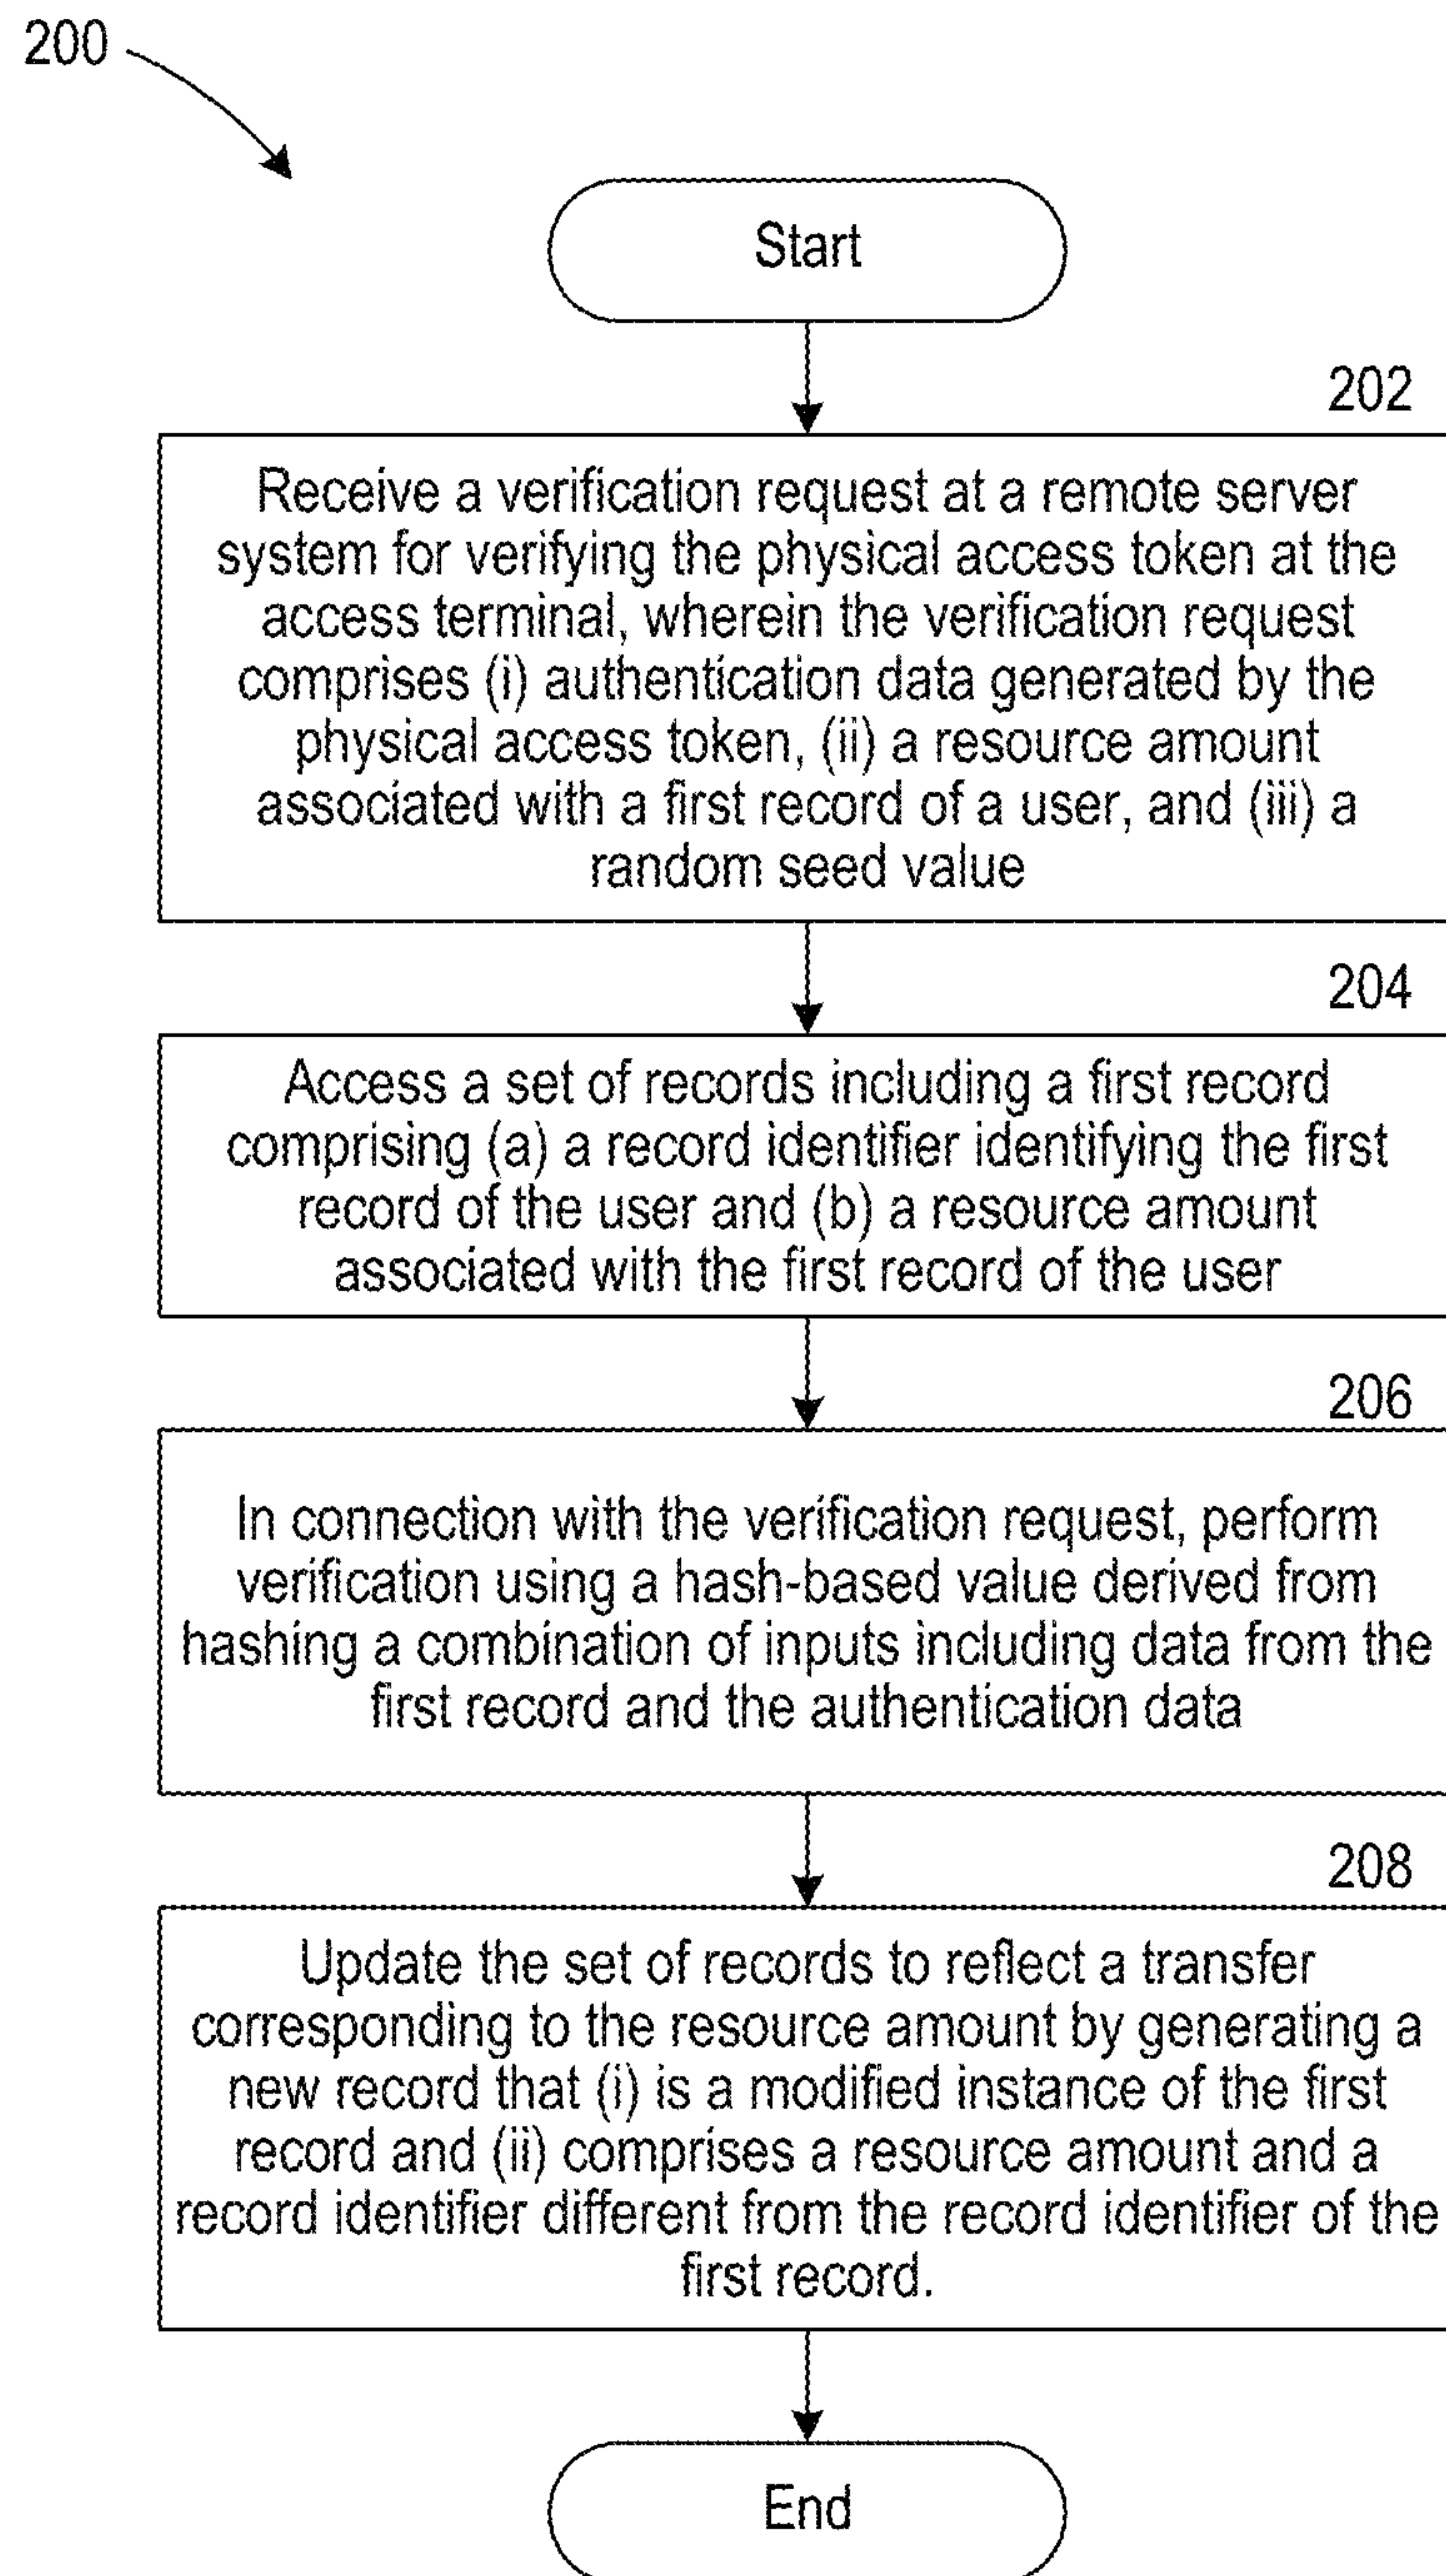 200
Start
202
Receive a verification request at a remote server
system for verifying the physical access token at the
access terminal, wherein the verification request
comprises (i) authentication data generated by the
physical access token, (ii) a resource amount
associated with a first record of a user, and (iii) a
random seed value
204
Access a set of records including a first record
comprising (a) a record identifier identifying the first
record of the user and (b) a resource amount
associated with the first record of the user
206
In connection with the verification request, perform
verification using a hash-based value derived from
hashing a combination of inputs including data from the
first record and the authentication data
208
Update the set of records to reflect a transfer
corresponding to the resource amount by generating a
new record that (i) is a modified instance of the first
record and (ii) comprises a resource amount and a
record identifier different from the record identifier of the
first record.
End